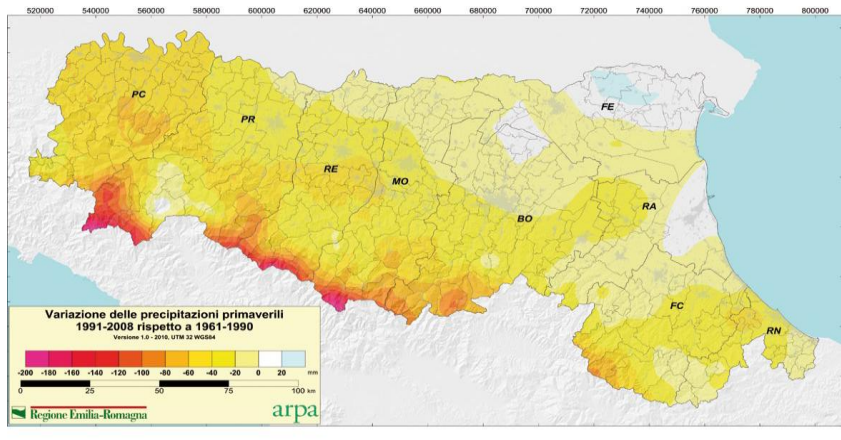 520000 540000 560000 580000 600000 620000 640000 660000 680000 700000 720000 740000 760000 780000 800000
PC
FE
PR
RE
MO
RA
BO
FC
RN
Variazione delle precipitazioni primaverili
1991-2008 rispetto a 1961-1990
Versione 1.0 - 2010, UTM 32 WGS84
-200 -180 -160 -140 -120 -100 -80 -60 -40 -20 0 20 mm
0 25 50 75 100 km
Regione Emilia-Romagna
arpa